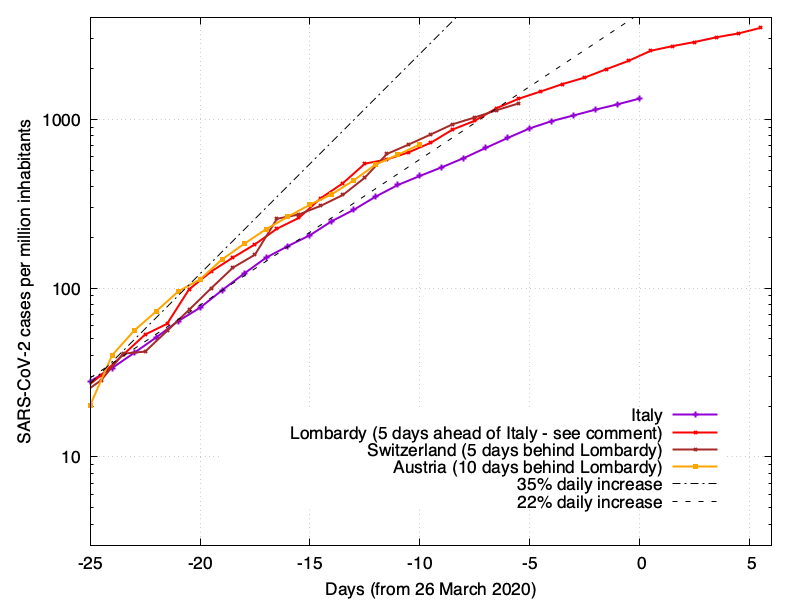 SARS-CoV-2 cases per million inhabitants
1000
100
10
Italy
Lombardy (5 days ahead of Italy - see comment)
Switzerland (5 days behind Lombardy)
Austria (10 days behind Lombardy)
35% daily increase
22% daily increase
-25 -20 -15 -10 -5 0 5
Days (from 26 March 2020)